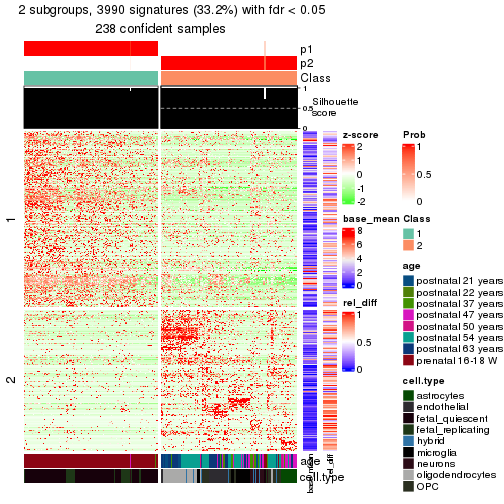 2 subgroups, 3990 signatures (33.2%) with fdr < 0.05
238 confident samples
p1
p2
Class
1
0.5
0
Silhouette
score
1
2
age
cell.type
base_mean
rel_diff
z-score
2
1
0
-1
-2
base_mean
8
6
4
2
0
rel_diff
1
0.5
0
Prob
1
0.5
0
Class
1
2
age
postnatal 21 years
postnatal 22 years
postnatal 37 years
postnatal 47 years
postnatal 50 years
postnatal 54 years
postnatal 63 years
prenatal 16-18 W
cell.type
astrocytes
endothelial
fetal_quiescent
fetal_replicating
hybrid
microglia
neurons
oligodendrocytes
OPC